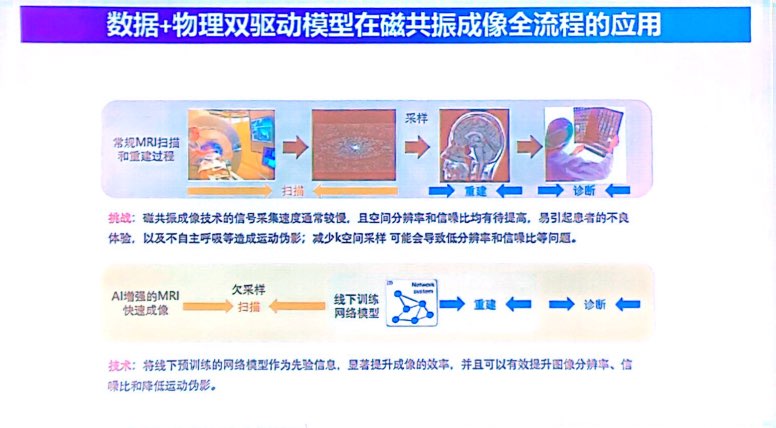 数据+物理双驱动模型在磁共振成像全流程的应用
常规MRI扫描
和重建过程
采样
扫描
重建
诊断
挑战：磁共振成像技术的信号采集速度通常较慢，且空间分辨率和信噪比均有待提高，易引起患者的不良
体验，以及不自主呼吸等造成运动伪影；减少k空间采样 可能会导致低分辨率和信噪比等问题。
AI增强的MRI
快速成像
欠采样
扫描
线下训练
网络模型
Network
system
重建
诊断
技术：将线下预训练的网络模型作为先验信息，显著提升成像的效率，并且可以有效提升图像分辨率、信
噪比和降低运动伪影。